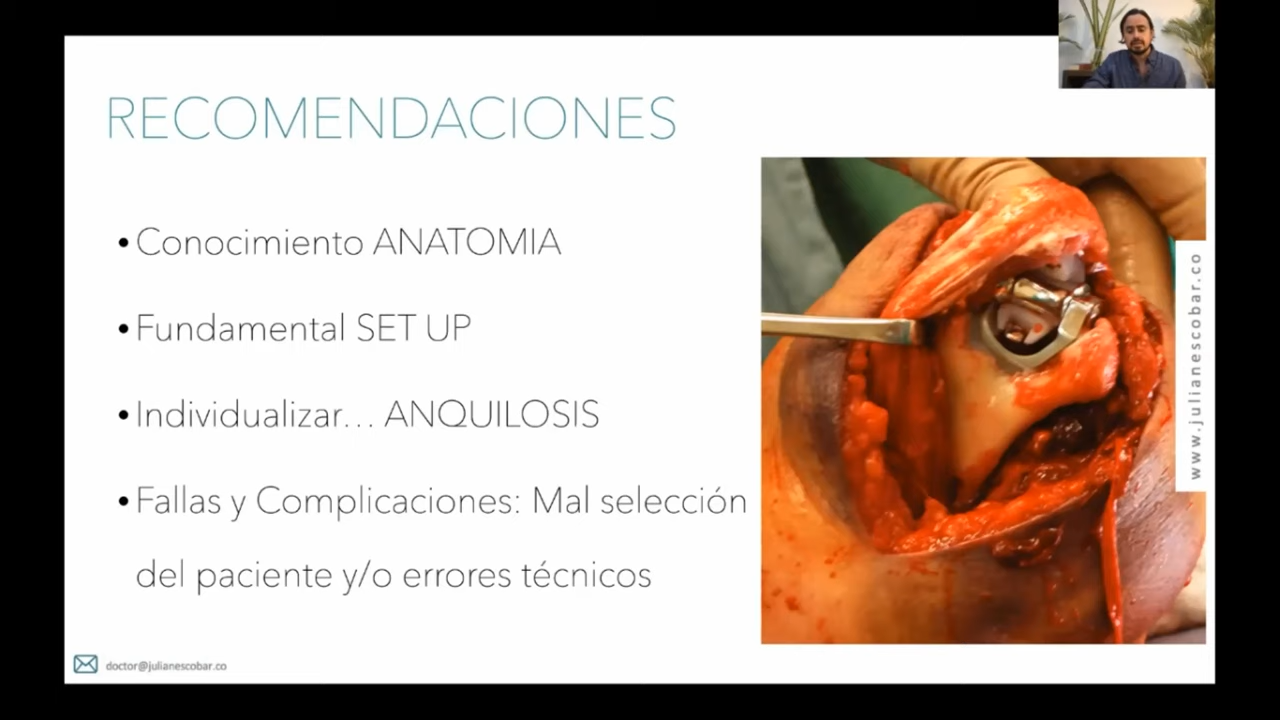 RECOMENDACIONES
• Conocimiento ANATOMIA
• Fundamental SET UP
• Individualizar... ANQUILOSIS
• Fallas y Complicaciones: Mal selección
del paciente y/o errores técnicos
www.julianescobar.co
doctor@julianescobar.co